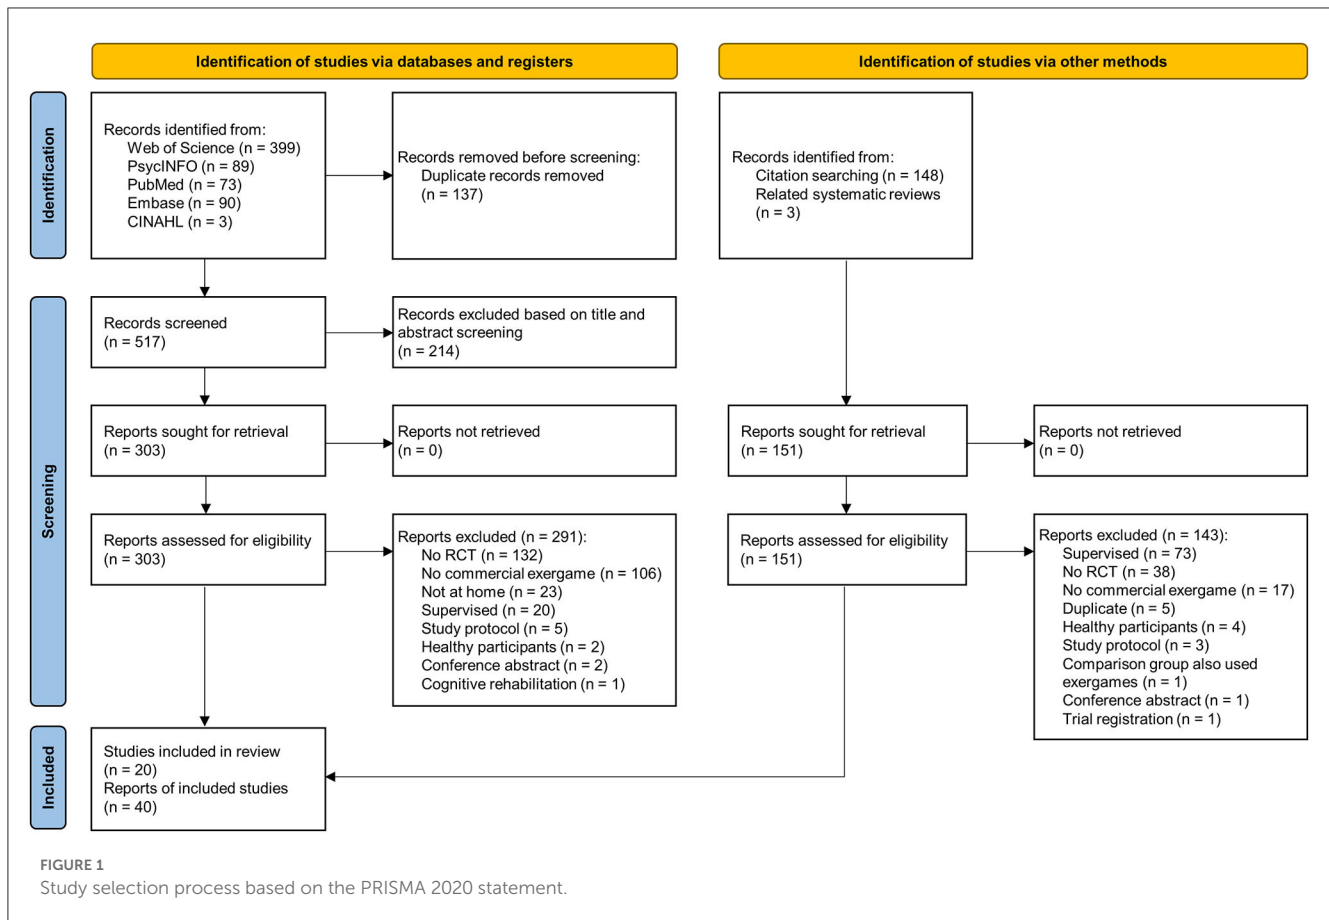 Identification of studies via databases and registers
Identification of studies via other methods
Identification
Records identified from:
Web of Science (n = 399)
PsycINFO (n = 89)
PubMed (n = 73)
Embase (n = 90)
CINAHL (n = 3)
Records removed before screening:
Duplicate records removed
(n = 137)
Records identified from:
Citation searching (n = 148)
Related systematic reviews
(n = 3)
Screening
Records screened
(n = 517)
Records excluded based on title and
abstract screening
(n = 214)
Reports sought for retrieval
(n = 303)
Reports not retrieved
(n = 0)
Reports sought for retrieval
(n = 151)
Reports not retrieved
(n = 0)
Reports assessed for eligibility
(n = 303)
Reports excluded (n = 291):
No RCT (n = 132)
No commercial exergame (n = 106)
Not at home (n = 23)
Supervised (n = 20)
Study protocol (n = 5)
Healthy participants (n = 2)
Conference abstract (n = 2)
Cognitive rehabilitation (n = 1)
Reports assessed for eligibility
(n = 151)
Reports excluded (n = 143):
Supervised (n = 73)
No RCT (n = 38)
No commercial exergame (n = 17)
Duplicate (n = 5)
Healthy participants (n = 4)
Study protocol (n = 3)
Comparison group also used
exergames (n = 1)
Conference abstract (n = 1)
Trial registration (n = 1)
Included
Studies included in review
(n = 20)
Reports of included studies
(n = 40)
FIGURE 1
Study selection process based on the PRISMA 2020 statement.